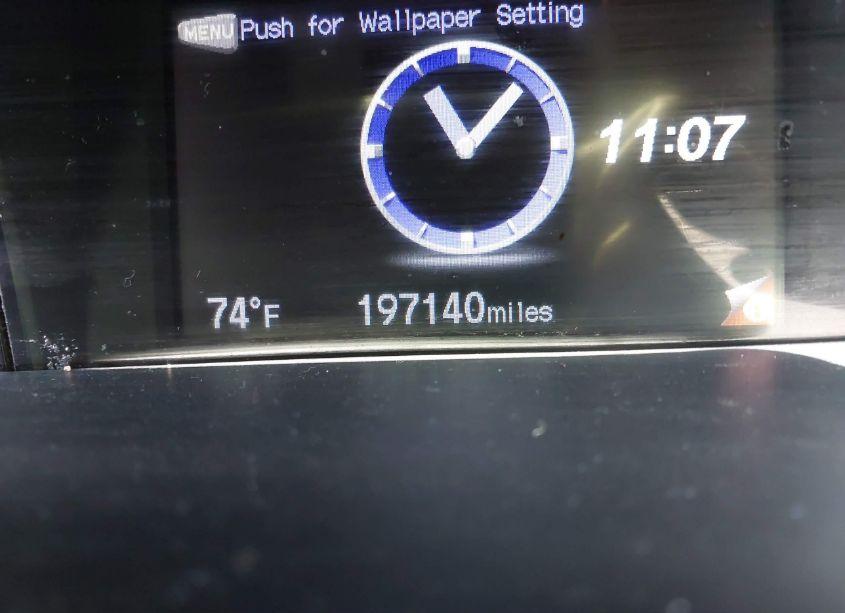 MENU Push for Wallpaper Setting
11:07
74°F 197140miles